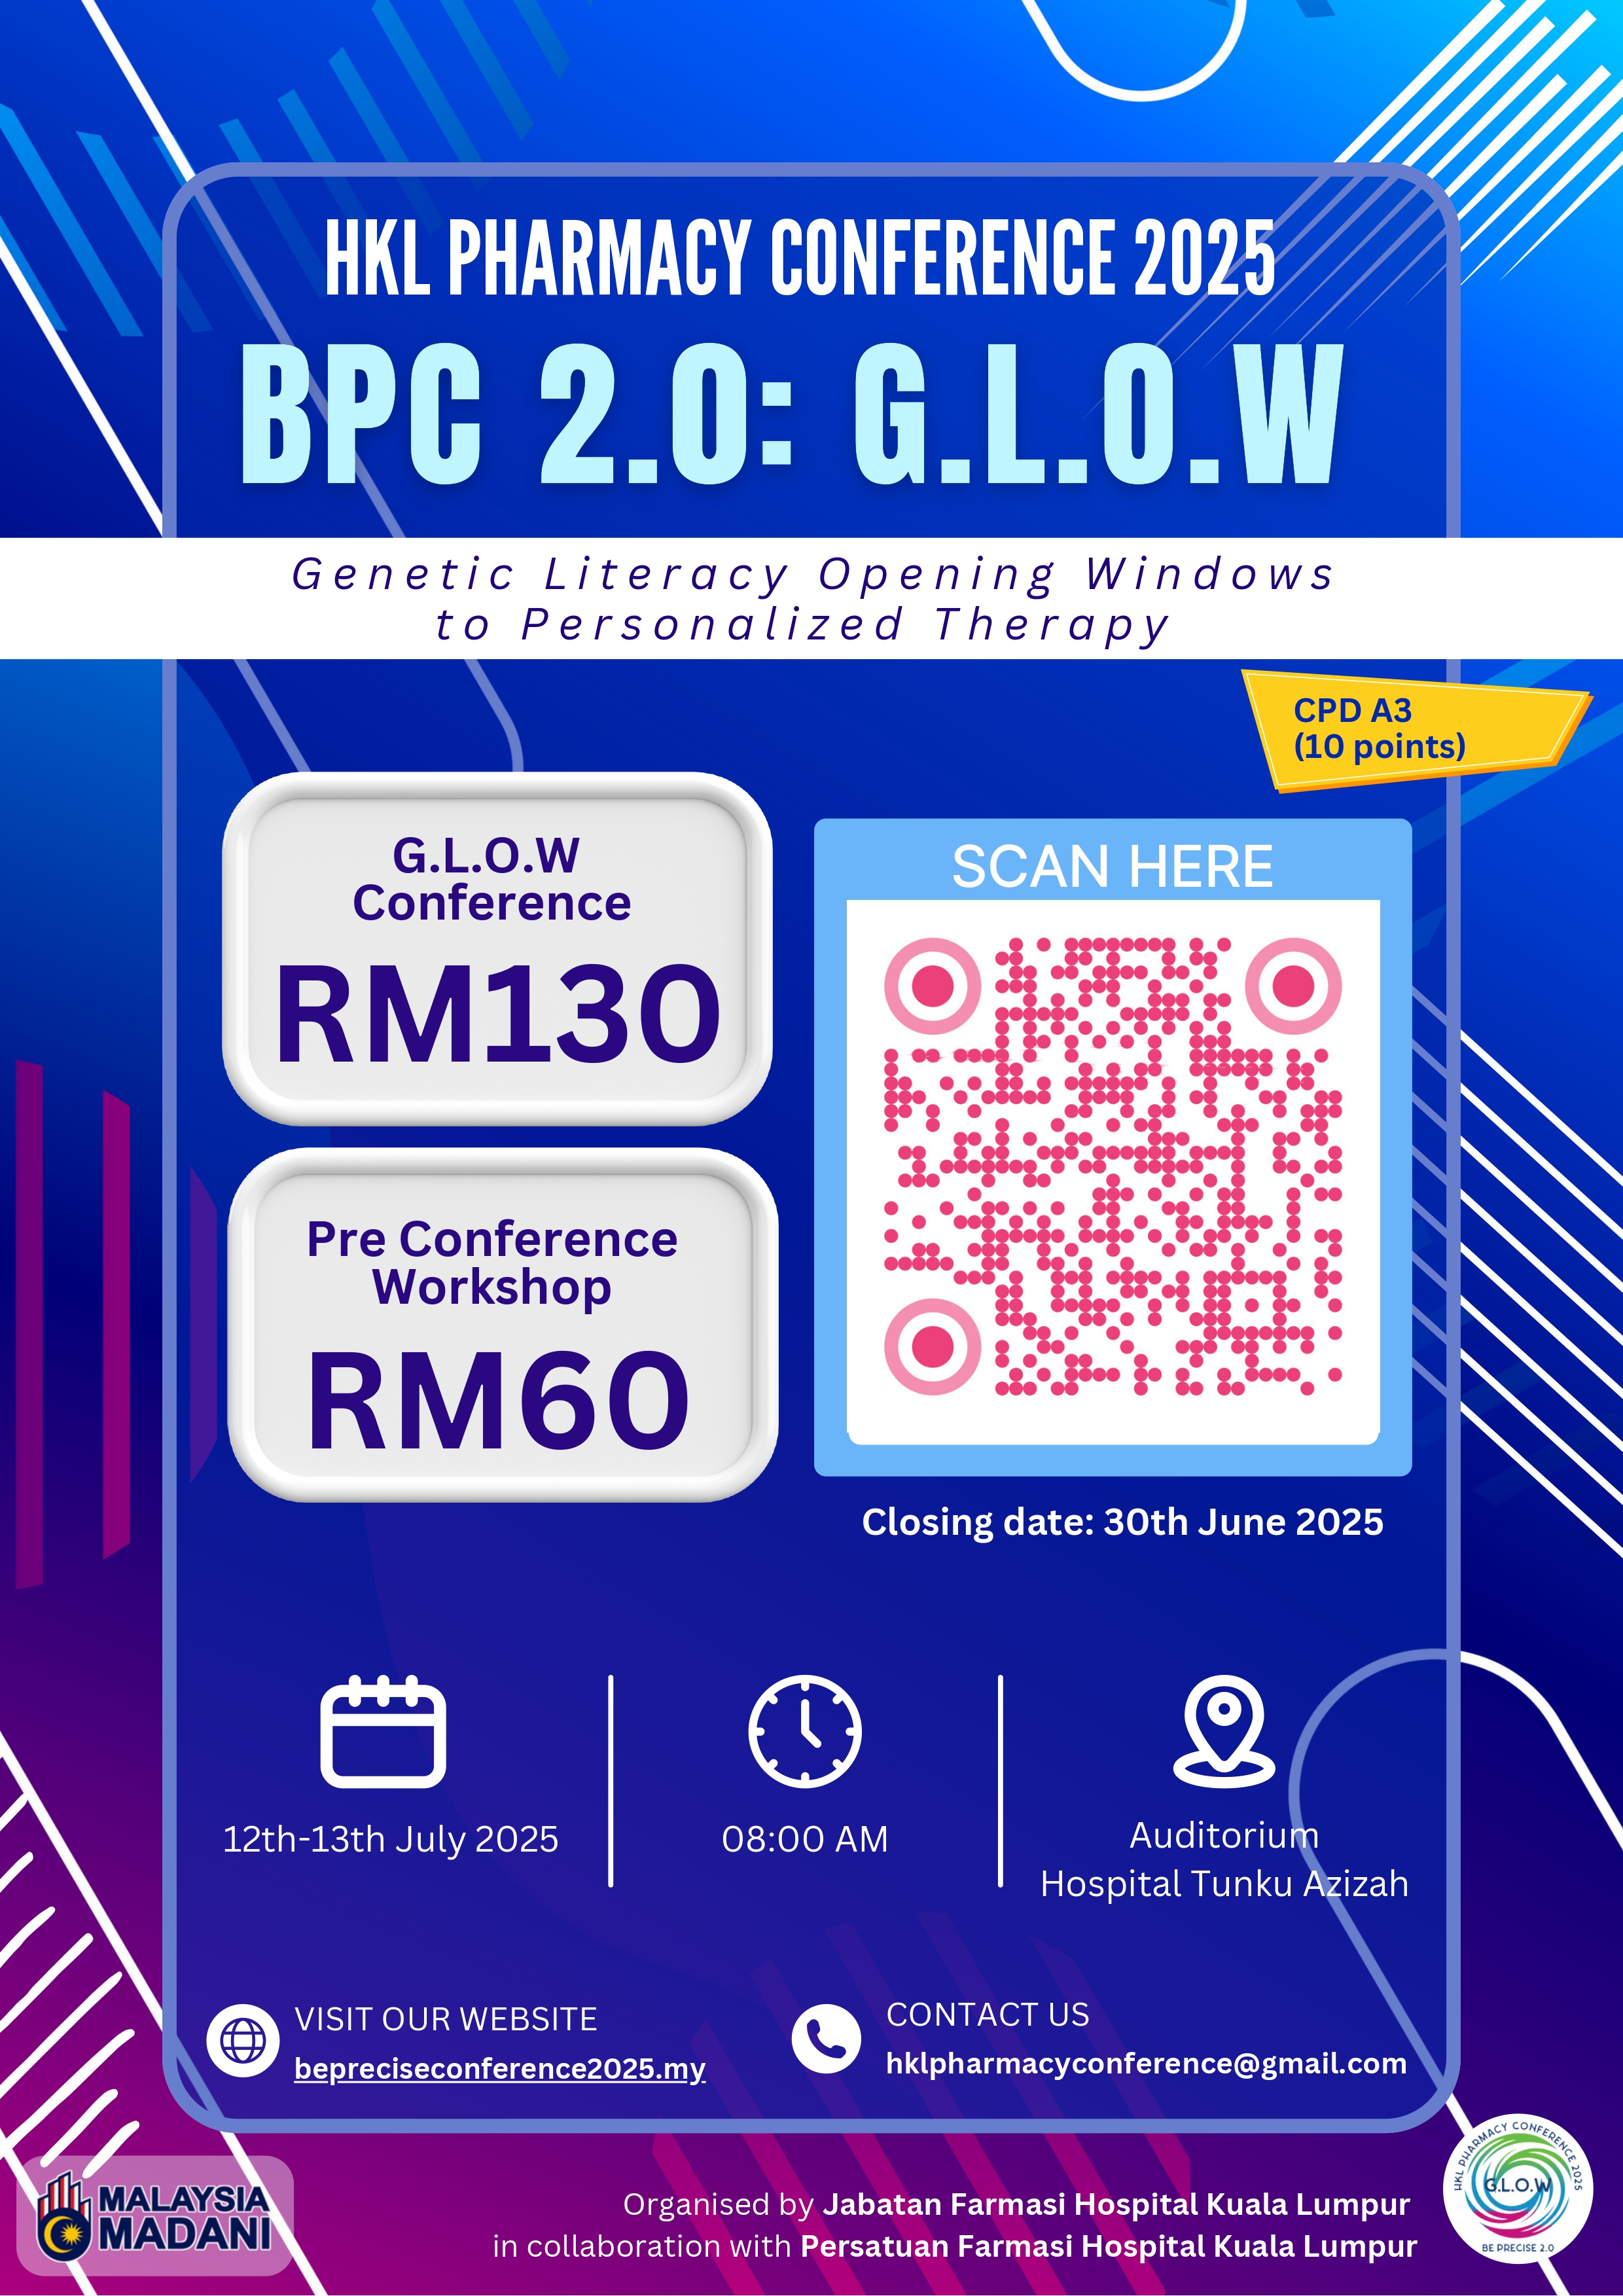 HKL PHARMACY CONFERENCE 2025
BPC 2.0: G.L.O.W
Genetic Literacy Opening Windows
to Personalized Therapy
CPD A3
(10 points)
G.L.O.W
Conference
RM130
Pre Conference
Workshop
RM60
SCAN HERE
Closing date: 30th June 2025
12th-13th July 2025
08:00 AM
Auditorium
Hospital Tunku Azizah
VISIT OUR WEBSITE
bepreciseconference2025.my
CONTACT US
hklpharmacyconference@gmail.com
MALAYSIA
MADANI
Organised by Jabatan Farmasi Hospital Kuala Lumpur
in collaboration with Persatuan Farmasi Hospital Kuala Lumpur
HKL PHARMACY CONFERENCE 2025
G.L.O.W
BE PRECISE 2.0